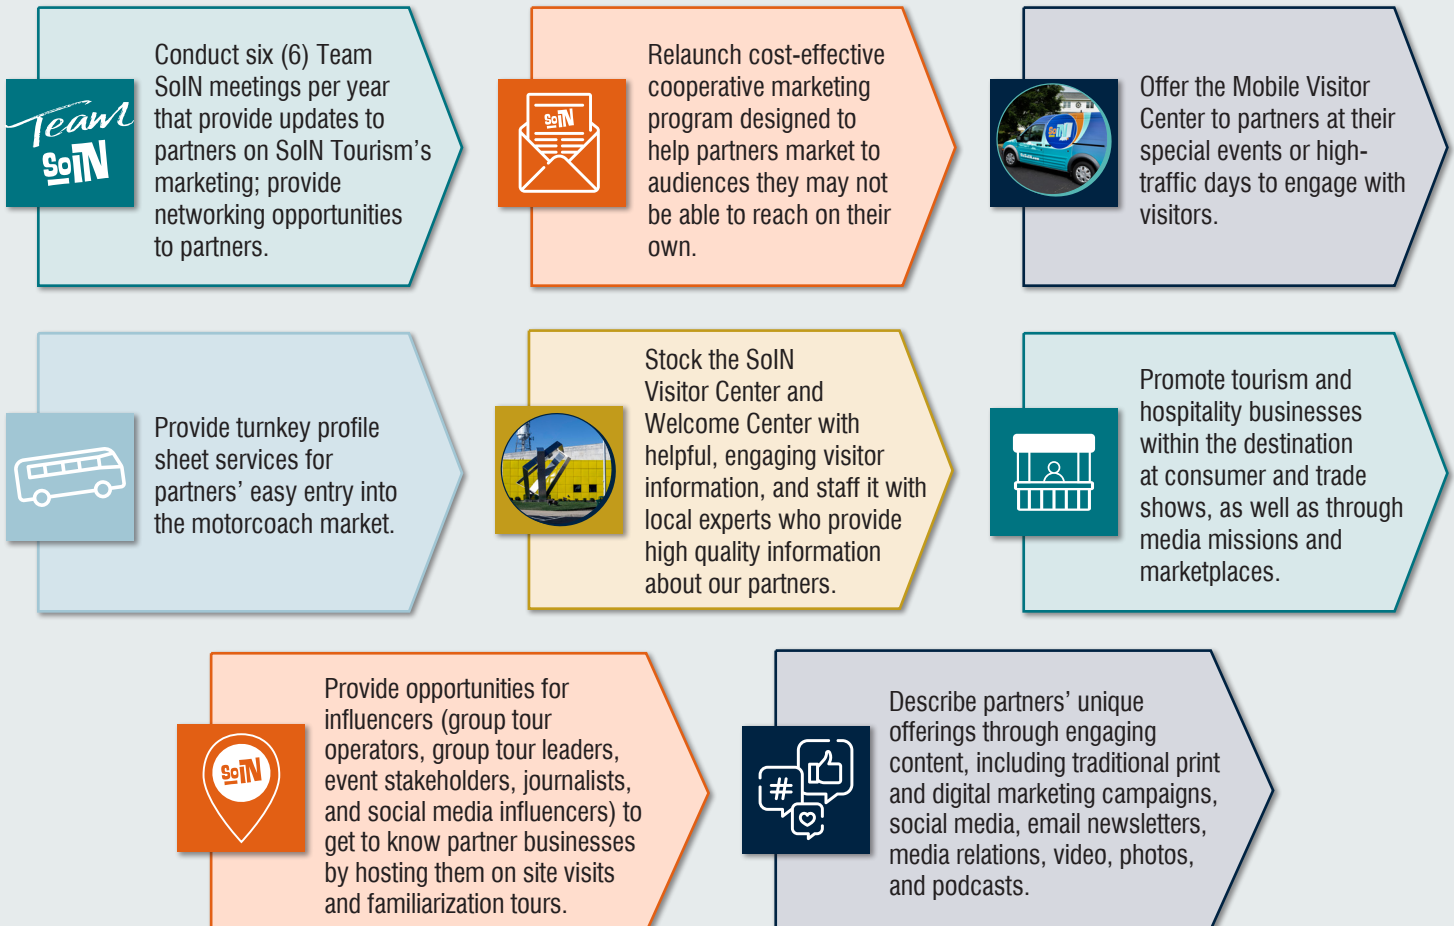 Team
SoIN
Conduct six (6) Team
SoIN meetings per year
that provide updates to
partners on SoIN Tourism's
marketing; provide
networking opportunities
to partners.
SoIN
Relaunch cost-effective
cooperative marketing
program designed to
help partners market to
audiences they may not
be able to reach on their
own.
Offer the Mobile Visitor
Center to partners at their
special events or high-
traffic days to engage with
visitors.
Provide turnkey profile
sheet services for
partners' easy entry into
the motorcoach market.
Stock the SoIN
Visitor Center and
Welcome Center with
helpful, engaging visitor
information, and staff it with
local experts who provide
high quality information
about our partners.
Promote tourism and
hospitality businesses
within the destination
at consumer and trade
shows, as well as through
media missions and
marketplaces.
SoIN
Provide opportunities for
influencers (group tour
operators, group tour leaders,
event stakeholders, journalists,
and social media influencers) to
get to know partner businesses
by hosting them on site visits
and familiarization tours.
#
Describe partners' unique
offerings through engaging
content, including traditional print
and digital marketing campaigns,
social media, email newsletters,
media relations, video, photos,
and podcasts.